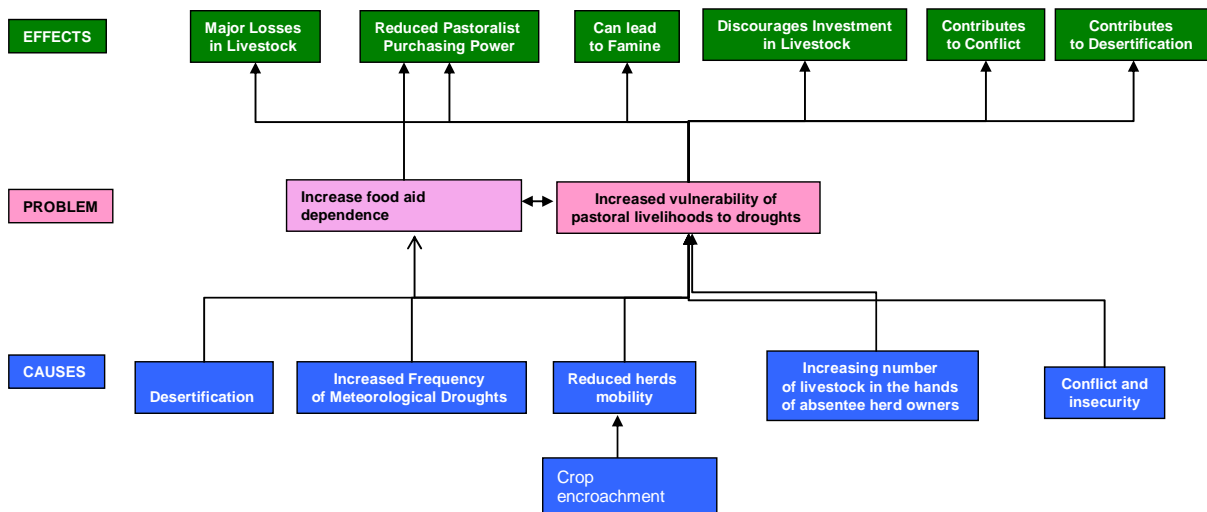 EFFECTS
Major Losses
in Livestock
Reduced Pastoralist
Purchasing Power
Can lead
to Famine
Discourages Investment
in Livestock
Contributes
to Conflict
Contributes
to Desertification
PROBLEM
Increase food aid
dependence
Increased vulnerability of
pastoral livelihoods to droughts
CAUSES
Desertification
Increased Frequency
of Meteorological Droughts
Reduced herds
mobility
Increasing number
of livestock in the hands
of absentee herd owners
Conflict and
insecurity
Crop
encroachment